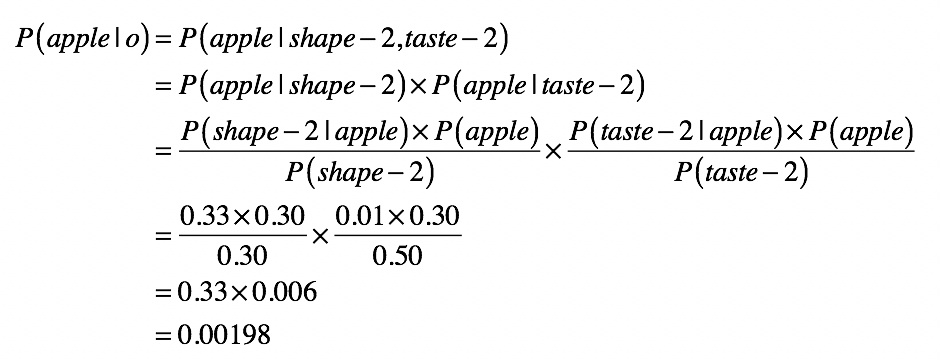 P(apple | o) = P(apple | shape – 2,taste – 2)
= P(apple | shape – 2) × P(apple | taste – 2)
= P(shape – 2 | apple) × P(apple) / P(shape – 2) × P(taste – 2 | apple) × P(apple) / P(taste – 2)
= 0.33 × 0.30 / 0.30 × 0.01 × 0.30 / 0.50
= 0.33 × 0.006
= 0.00198